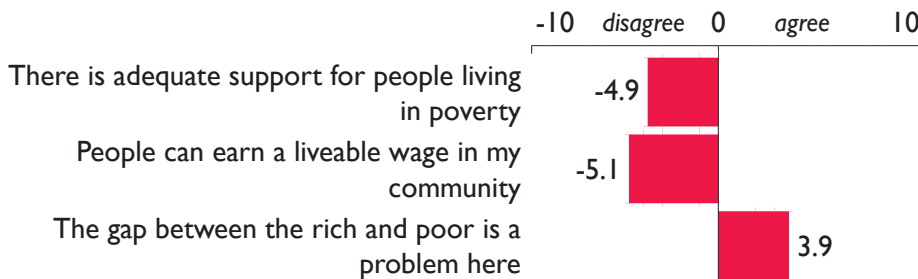 -10 disagree 0 agree 10
There is adequate support for people living
in poverty
-4.9
People can earn a liveable wage in my
community
-5.1
The gap between the rich and poor is a
problem here
3.9